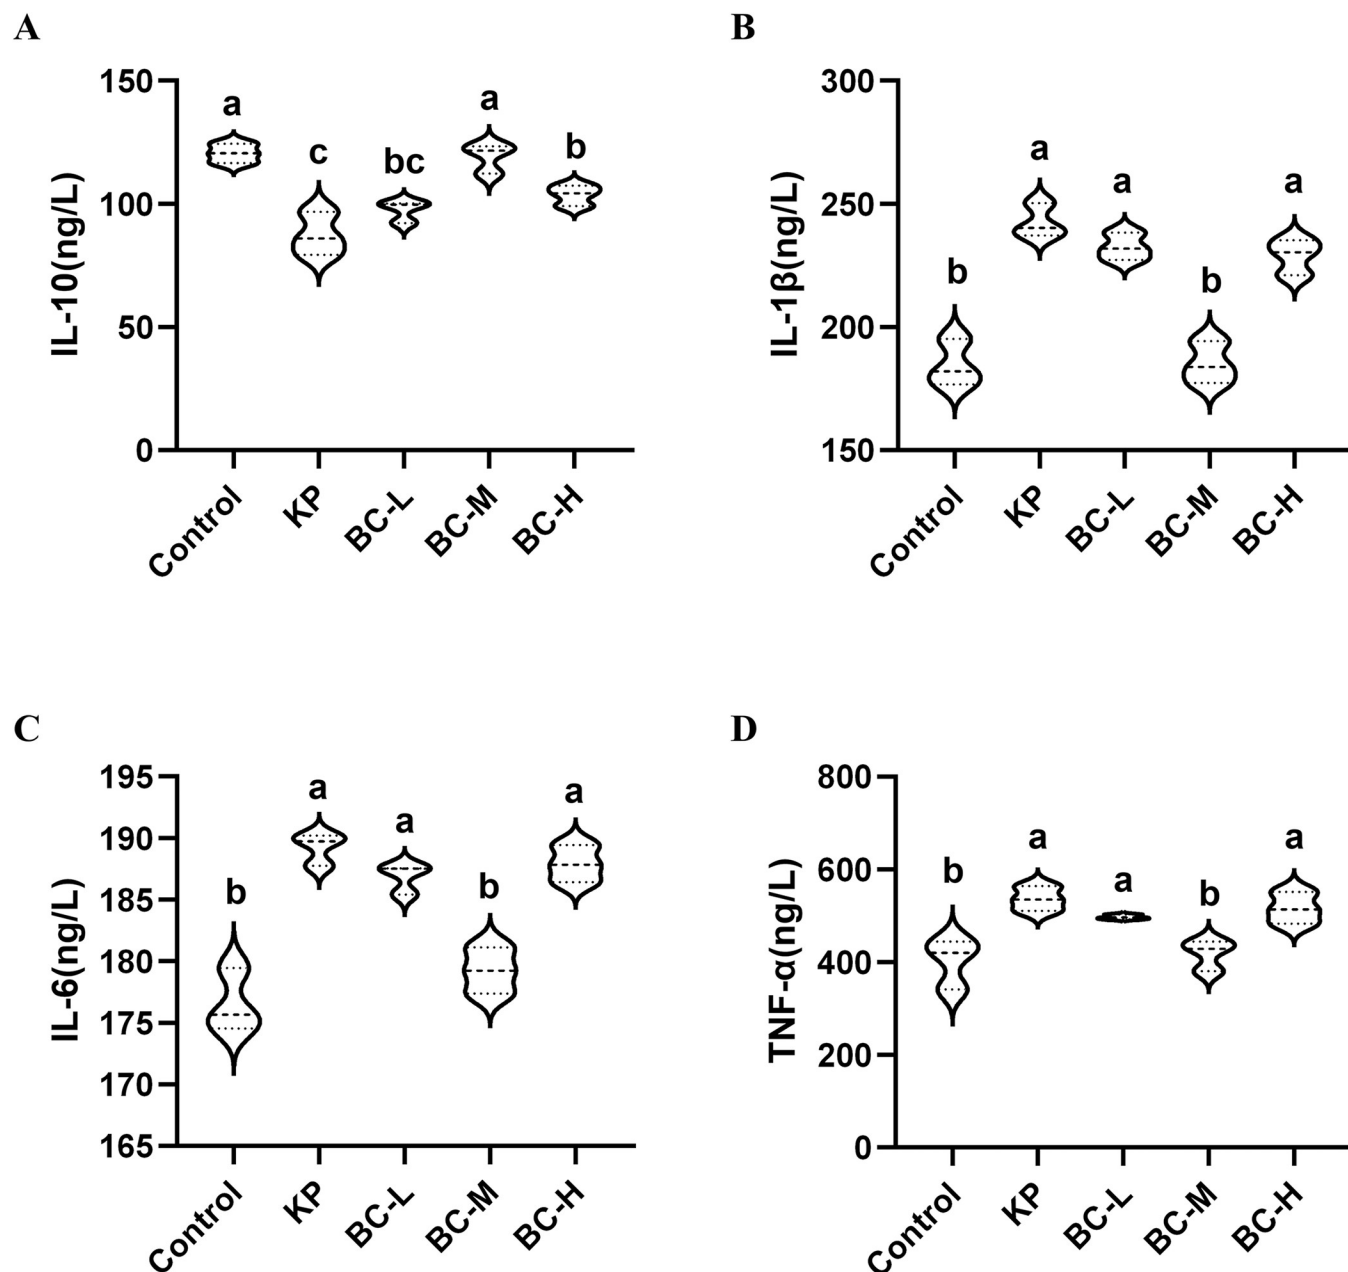 A
IL-10(ng/L)
150
100
50
0
a
c
bc
a
b
Control
KP
BC-L
BC-M
BC-H
B
IL-1β(ng/L)
300
250
200
150
b
a
a
b
a
Control
KP
BC-L
BC-M
BC-H
C
IL-6(ng/L)
195
190
185
180
175
170
165
b
a
a
b
a
Control
KP
BC-L
BC-M
BC-H
D
TNF-α(ng/L)
800
600
400
200
0
b
a
a
b
a
Control
KP
BC-L
BC-M
BC-H